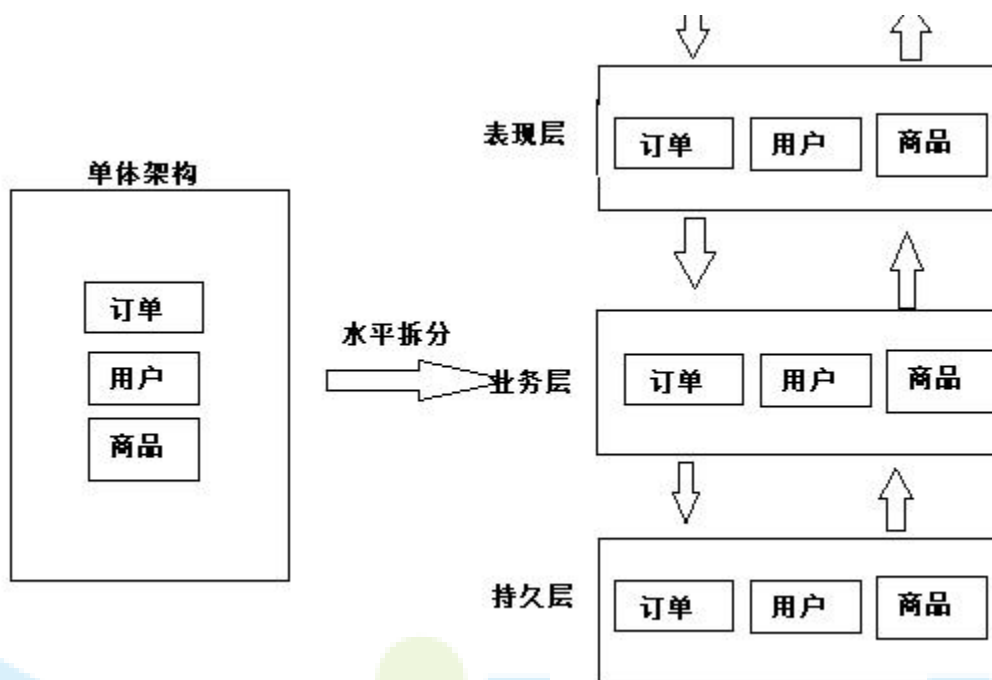 单体架构
订单
用户
商品
水平拆分
表现层
订单 用户 商品
业务层
订单 用户 商品
持久层
订单 用户 商品